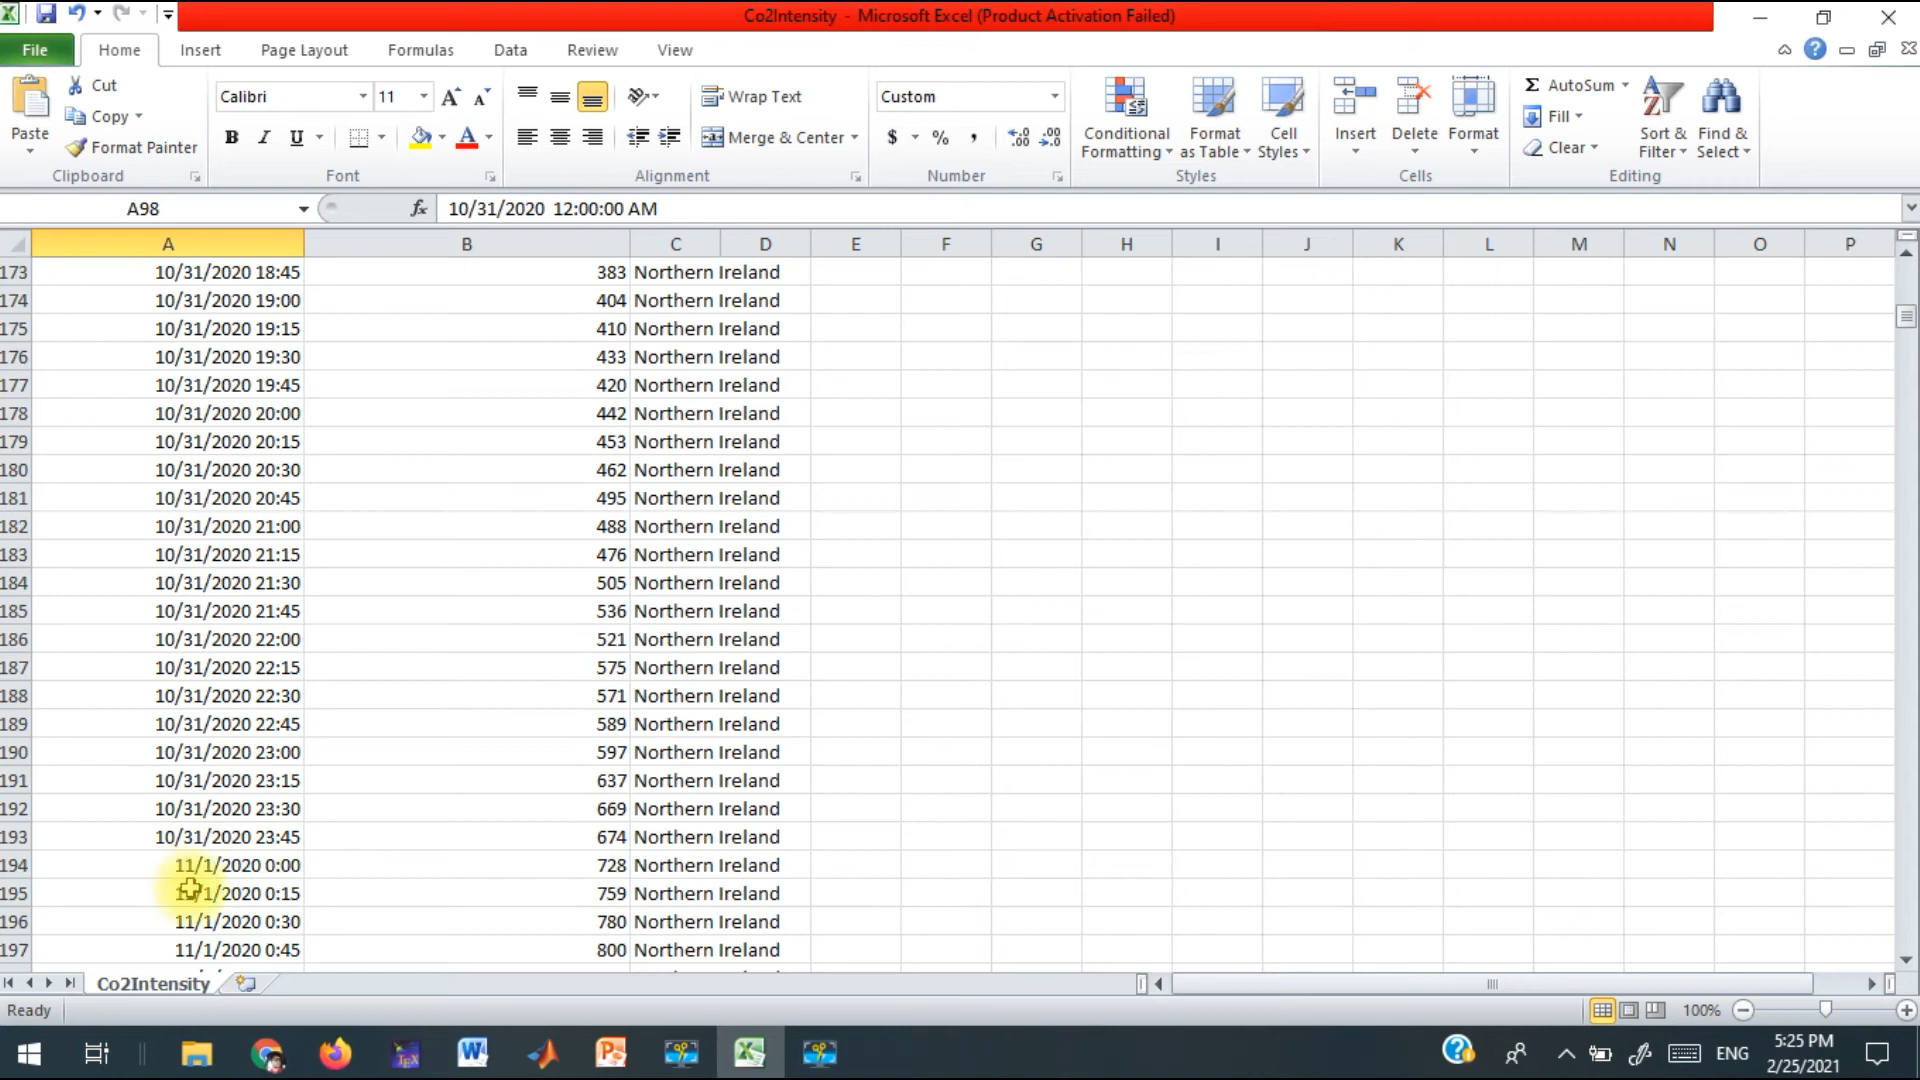 Co2Intensity - Microsoft Excel (Product Activation Failed)
File Home Insert Page Layout Formulas Data Review View
Paste Cut Copy Format Painter Clipboard
Calibri 11 A A B I U A Font
Wrap Text Merge & Center Alignment
Custom $ % , .0 .00 .00 .0 Number
Conditional Formatting Format as Table Cell Styles Styles
Insert Delete Format Cells
Σ AutoSum Fill Clear Sort & Filter Find & Select Editing
A98 fx 10/31/2020 12:00:00 AM
A B C D E F G H I J K L M N O P
173 10/31/2020 18:45 383 Northern Ireland
174 10/31/2020 19:00 404 Northern Ireland
175 10/31/2020 19:15 410 Northern Ireland
176 10/31/2020 19:30 433 Northern Ireland
177 10/31/2020 19:45 420 Northern Ireland
178 10/31/2020 20:00 442 Northern Ireland
179 10/31/2020 20:15 453 Northern Ireland
180 10/31/2020 20:30 462 Northern Ireland
181 10/31/2020 20:45 495 Northern Ireland
182 10/31/2020 21:00 488 Northern Ireland
183 10/31/2020 21:15 476 Northern Ireland
184 10/31/2020 21:30 505 Northern Ireland
185 10/31/2020 21:45 536 Northern Ireland
186 10/31/2020 22:00 521 Northern Ireland
187 10/31/2020 22:15 575 Northern Ireland
188 10/31/2020 22:30 571 Northern Ireland
189 10/31/2020 22:45 589 Northern Ireland
190 10/31/2020 23:00 597 Northern Ireland
191 10/31/2020 23:15 637 Northern Ireland
192 10/31/2020 23:30 669 Northern Ireland
193 10/31/2020 23:45 674 Northern Ireland
194 11/1/2020 0:00 728 Northern Ireland
195 11/1/2020 0:15 759 Northern Ireland
196 11/1/2020 0:30 780 Northern Ireland
197 11/1/2020 0:45 800 Northern Ireland
Co2Intensity
Ready 100%
ENG 5:25 PM
2/25/2021